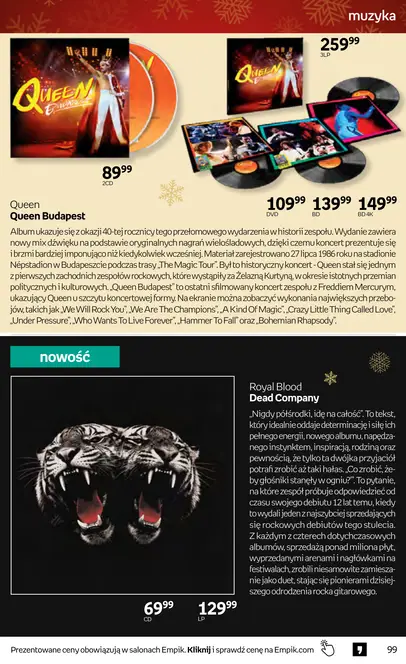 muzyka
QUEEN
Budapest
QUEEN
Budapest
259⁹⁹
3LP
89⁹⁹
2CD
109⁹⁹
DVD
139⁹⁹
BD
149⁹⁹
BD 4K
Queen
Queen Budapest
Album ukazuje się z okazji 40-tej rocznicy tego przełomowego wydarzenia w historii zespołu. Wydanie zawiera
nowy mix dźwięku na podstawie oryginalnych nagrań wielośladowych, dzięki czemu koncert prezentuje się
i brzmi bardziej imponująco niż kiedykolwiek wcześniej. Materiał zarejestrowano 27 lipca 1986 roku na stadionie
Népstadion w Budapeszcie podczas trasy „The Magic Tour”. Był to historyczny koncert - Queen stał się jednym
z pierwszych zachodnich zespołów rockowych, które wystąpiły za Żelazną Kurtyną, w okresie istotnych przemian
politycznych i kulturowych. „Queen Budapest” to ostatni sfilmowany koncert zespołu z Freddiem Mercurym,
ukazujący Queen u szczytu koncertowej formy. Na ekranie można zobaczyć wykonania największych przebo-
jów, takich jak „We Will Rock You”, „We Are The Champions”, „A Kind Of Magic”, „Crazy Little Thing Called Love”,
„Under Pressure”, „Who Wants To Live Forever”, „Hammer To Fall” oraz „Bohemian Rhapsody”.
nowość
Royal Blood
Dead Company
„Nigdy półśrodki, idę na całość”. To tekst,
który idealnie oddaje determinację i siłę ich
pełnego energii, nowego albumu, napędza-
nego instynktem, inspiracją, rodziną oraz
pewnością, że tylko ta dwójka przyjaciół
potrafi zrobić aż taki hałas. „Co zrobić, że-
by głośniki stanęły w ogniu?”. To pytanie,
na które zespół próbuje odpowiedzieć od
czasu swojego debiutu 12 lat temu, kiedy
to wydali jeden z najszybciej sprzedających
się rockowych debiutów tego stulecia.
Z każdym z czterech dotychczasowych
albumów, sprzedażą ponad miliona płyt,
wyprzedanymi arenami i nagłówkami na
festiwalach, zrobili niesamowite zamiesza-
nie jako duet, stając się pionierami dzisiej-
szego odrodzenia rocka gitarowego.
69⁹⁹
CD
129⁹⁹
LP
Prezentowane ceny obowiązują w salonach Empik. Kliknij i sprawdź cenę na Empik.com
99